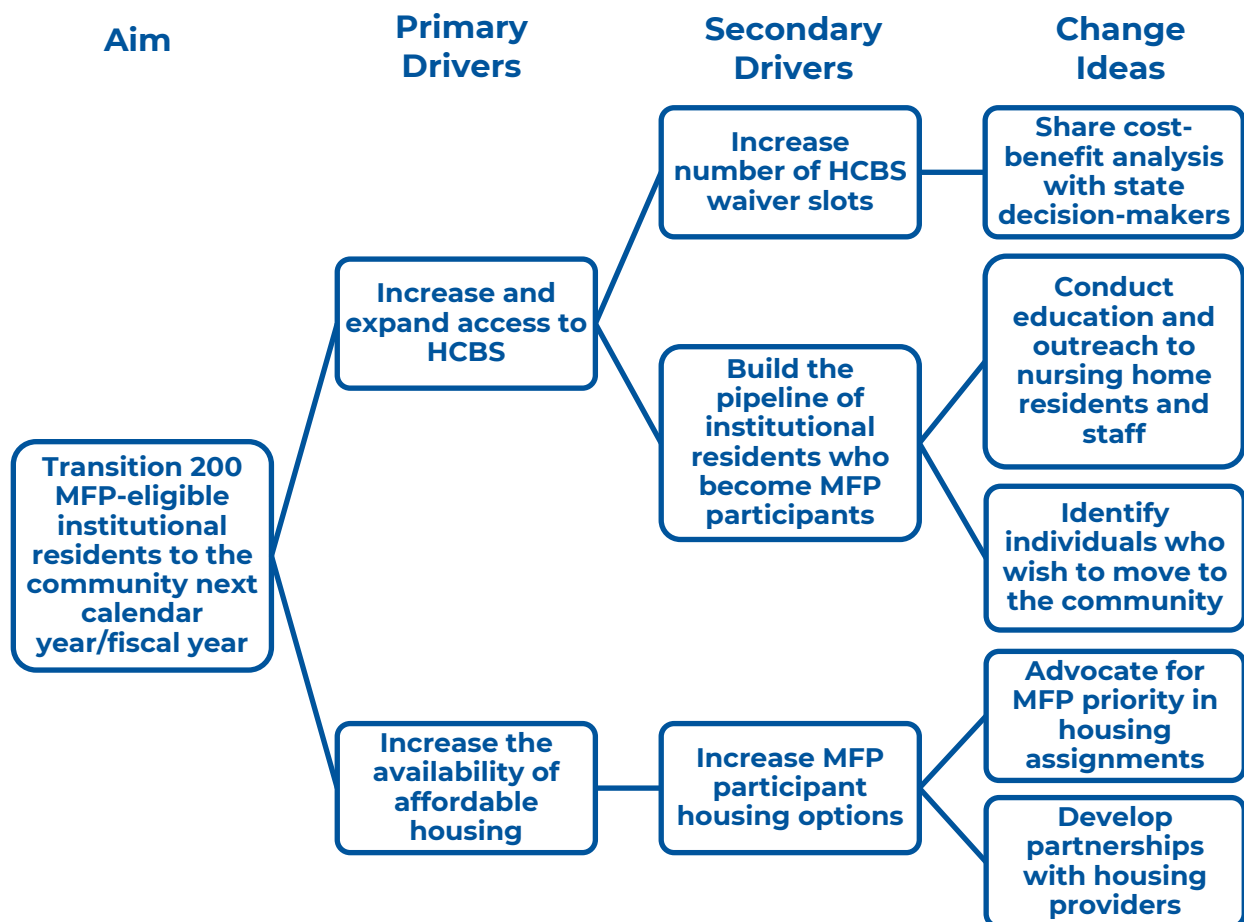 Aim
Primary
Drivers
Secondary
Drivers
Change
Ideas
Transition 200
MFP-eligible
institutional
residents to the
community next
calendar
year/fiscal year
Increase and
expand access to
HCBS
Increase the
availability of
affordable
housing
Increase
number of HCBS
waiver slots
Build the
pipeline of
institutional
residents who
become MFP
participants
Increase MFP
participant
housing options
Share cost-
benefit analysis
with state
decision-makers
Conduct
education and
outreach to
nursing home
residents and
staff
Identify
individuals who
wish to move to
the community
Advocate for
MFP priority in
housing
assignments
Develop
partnerships
with housing
providers